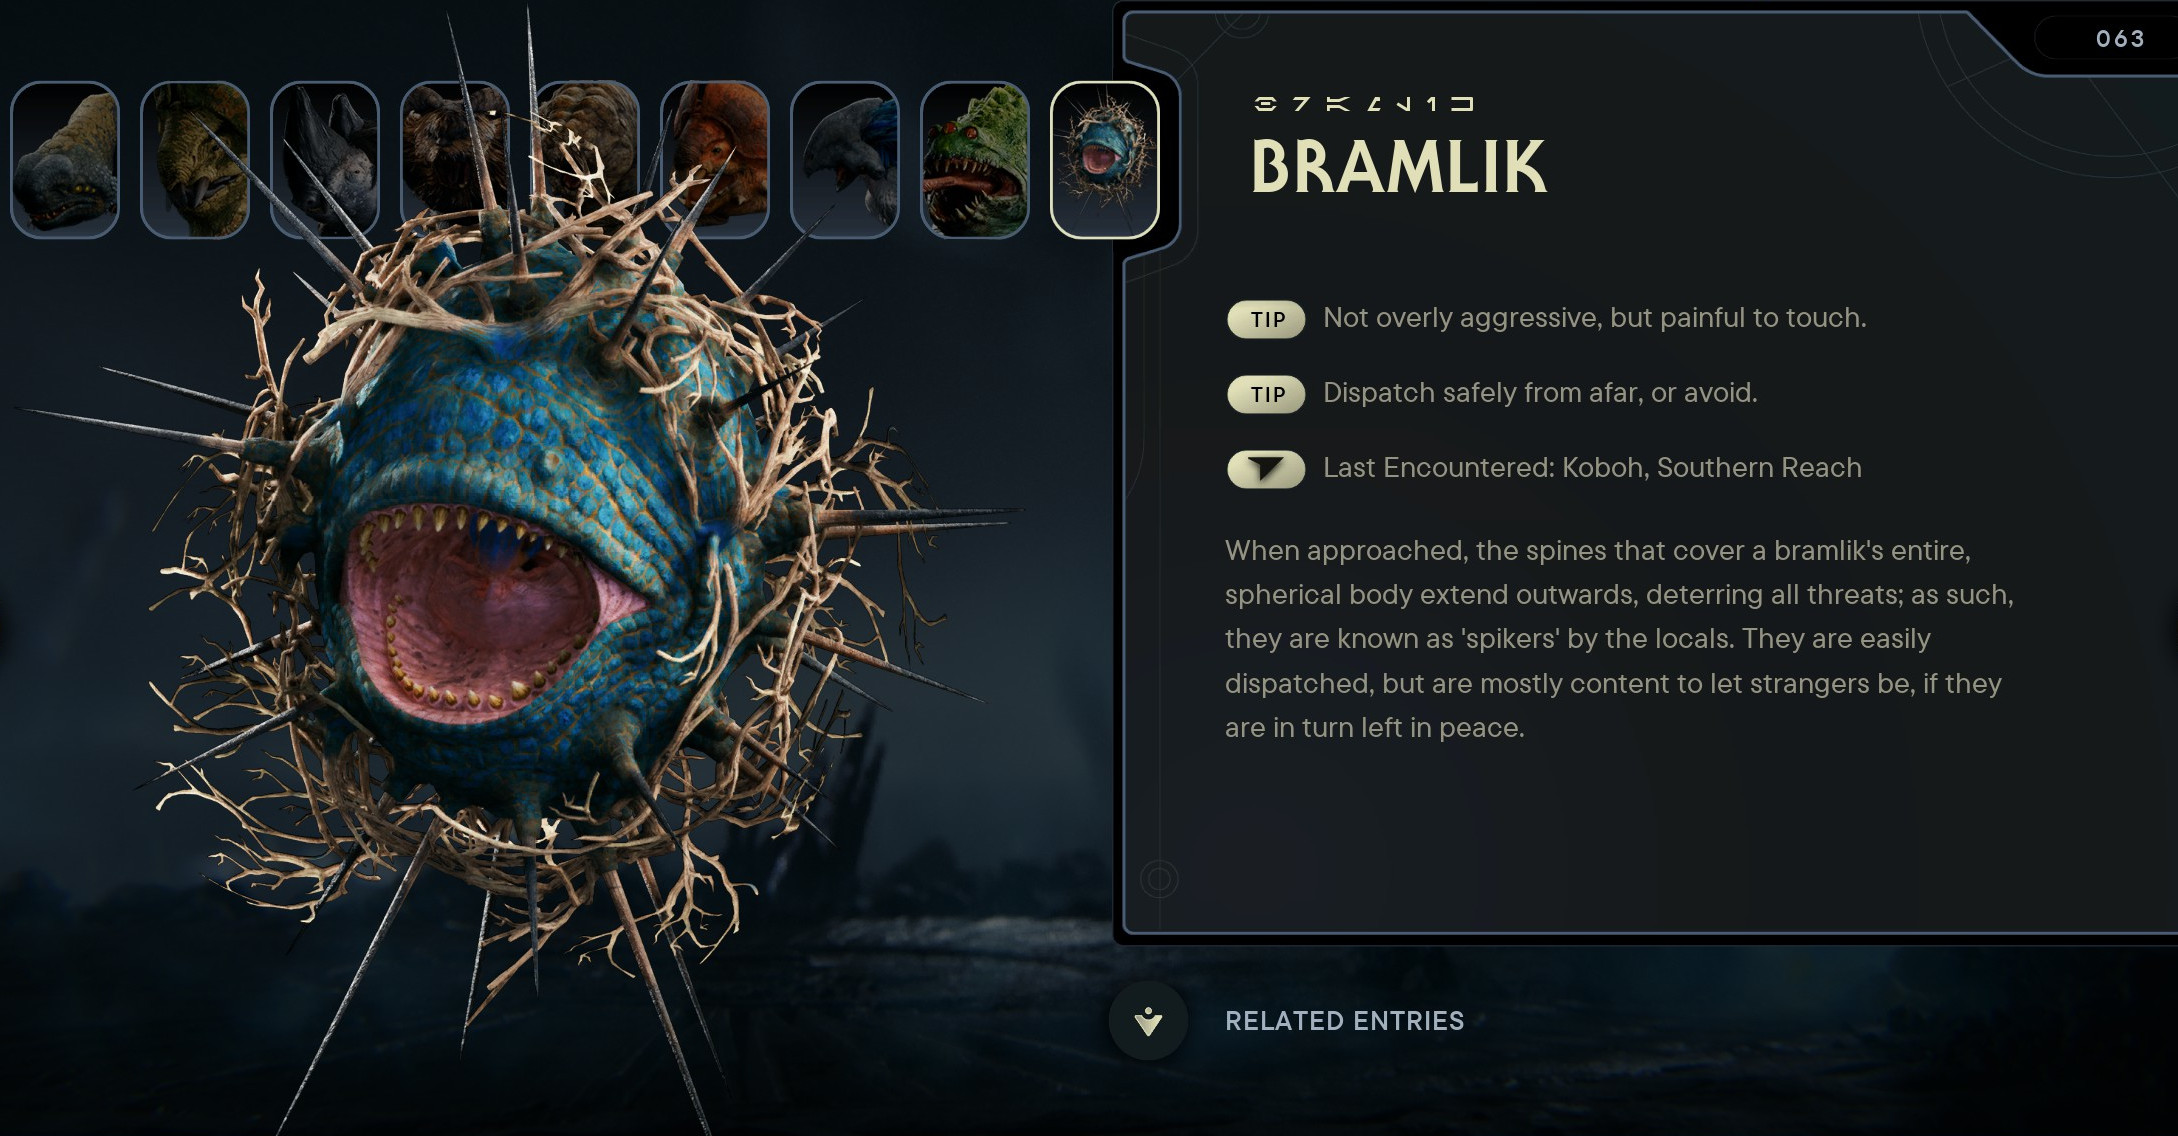 063
BRAMLIK
TIP Not overly aggressive, but painful to touch.
TIP Dispatch safely from afar, or avoid.
Last Encountered: Koboh, Southern Reach
When approached, the spines that cover a bramlik's entire,
spherical body extend outwards, deterring all threats; as such,
they are known as 'spikers' by the locals. They are easily
dispatched, but are mostly content to let strangers be, if they
are in turn left in peace.
RELATED ENTRIES